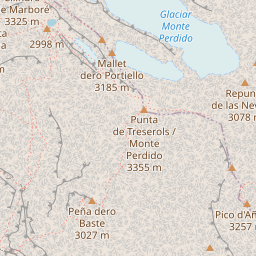 de Marboré
3325 m
2998 m
Glaciar
Monte
Perdido
Mallet
dero Portiello
3185 m
Repun
de las Nev
3078 m
Punta
de Treserols /
Monte
Perdido
3355 m
Peña dero
Baste
3027 m
Pico d'Añ
3257 m